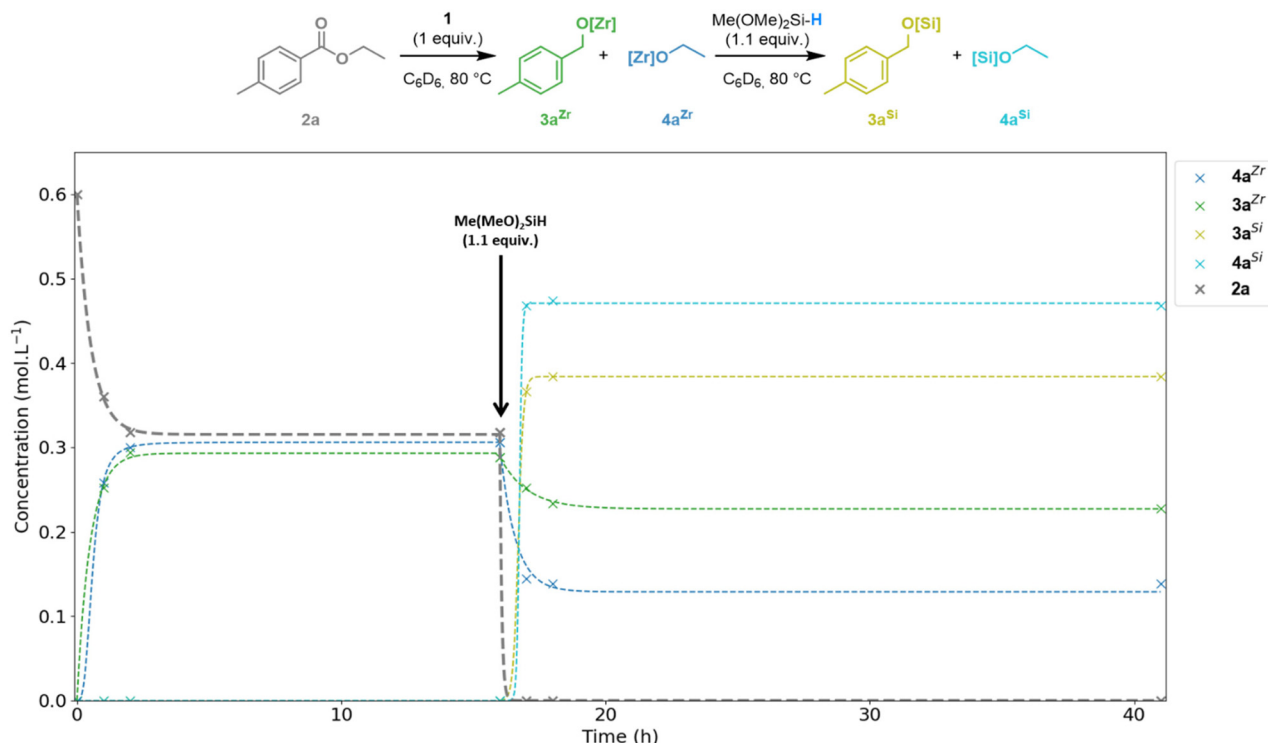 O
O
1
(1 equiv.)
C6D6, 80 °C
O[Zr]
+
[Zr]O
Me(OMe)2Si-H
(1.1 equiv.)
C6D6, 80 °C
O[Si]
+
[Si]O
2a
3aZr
4aZr
3aSi
4aSi
Me(MeO)2SiH
(1.1 equiv.)
4aZr
3aZr
3aSi
4aSi
2a
Concentration (mol.L−1)
0.6
0.5
0.4
0.3
0.2
0.1
0.0
0
10
20
30
40
Time (h)